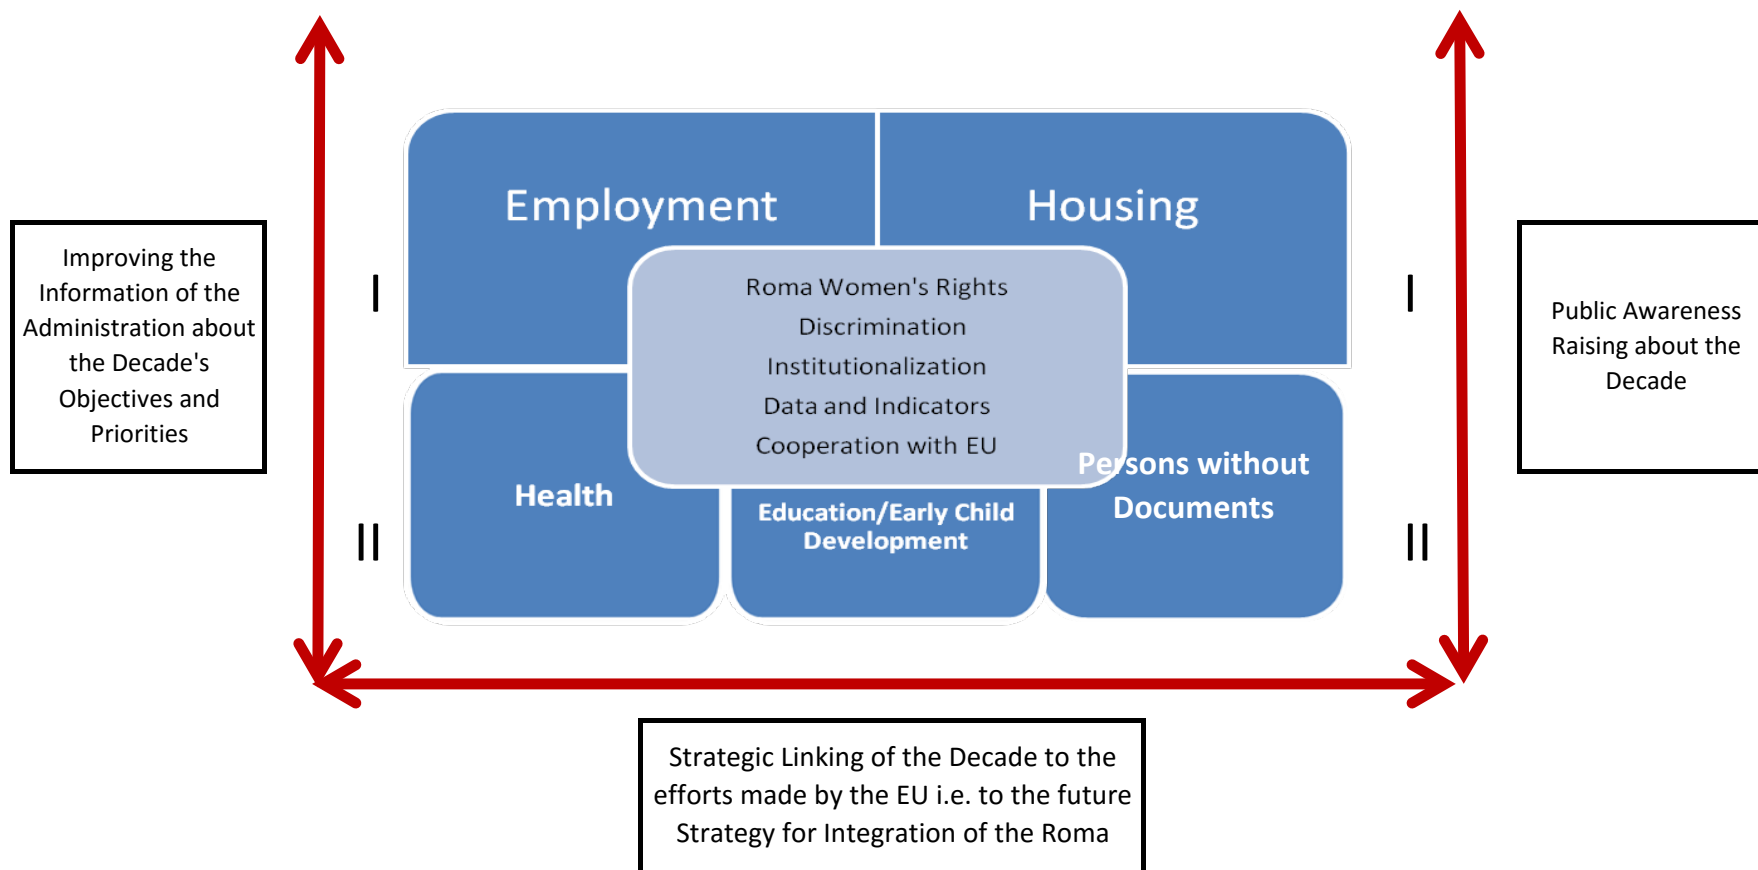 Employment
Housing
Improving the
Information of the
Administration about
the Decade's
Objectives and
Priorities
I
Roma Women's Rights
Discrimination
Institutionalization
Data and Indicators
Cooperation with EU
I
Public Awareness
Raising about the
Decade
II
Health
Education/Early Child
Development
Persons without
Documents
II
Strategic Linking of the Decade to the
efforts made by the EU i.e. to the future
Strategy for Integration of the Roma